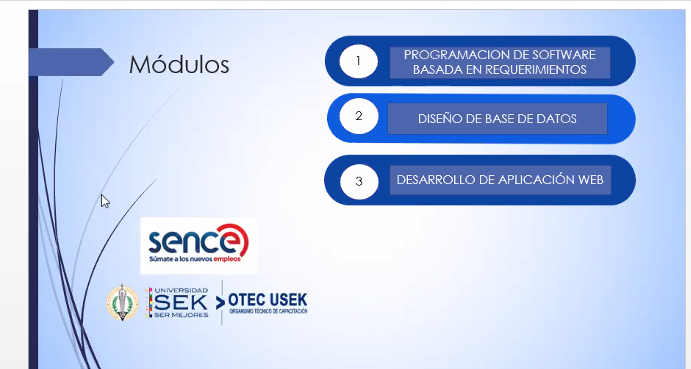 Módulos
1
PROGRAMACION DE SOFTWARE
BASADA EN REQUERIMIENTOS
2
DISEÑO DE BASE DE DATOS
3
DESARROLLO DE APLICACIÓN WEB
sence
Súmate a los nuevos empleos
UNIVERSIDAD
SEK
SER MEJORES
OTEC USEK
ORGANISMO TÉCNICO DE CAPACITACIÓN